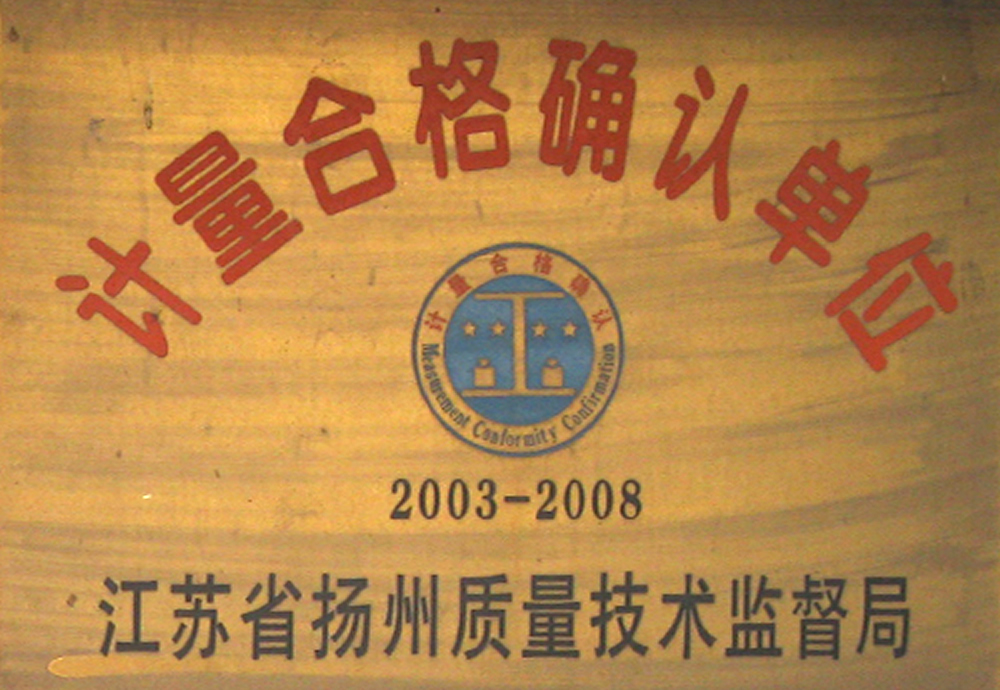 计量合格确认单位
计量合格确认
Measurement Conformity Confirmation
2003-2008
江苏省扬州质量技术监督局